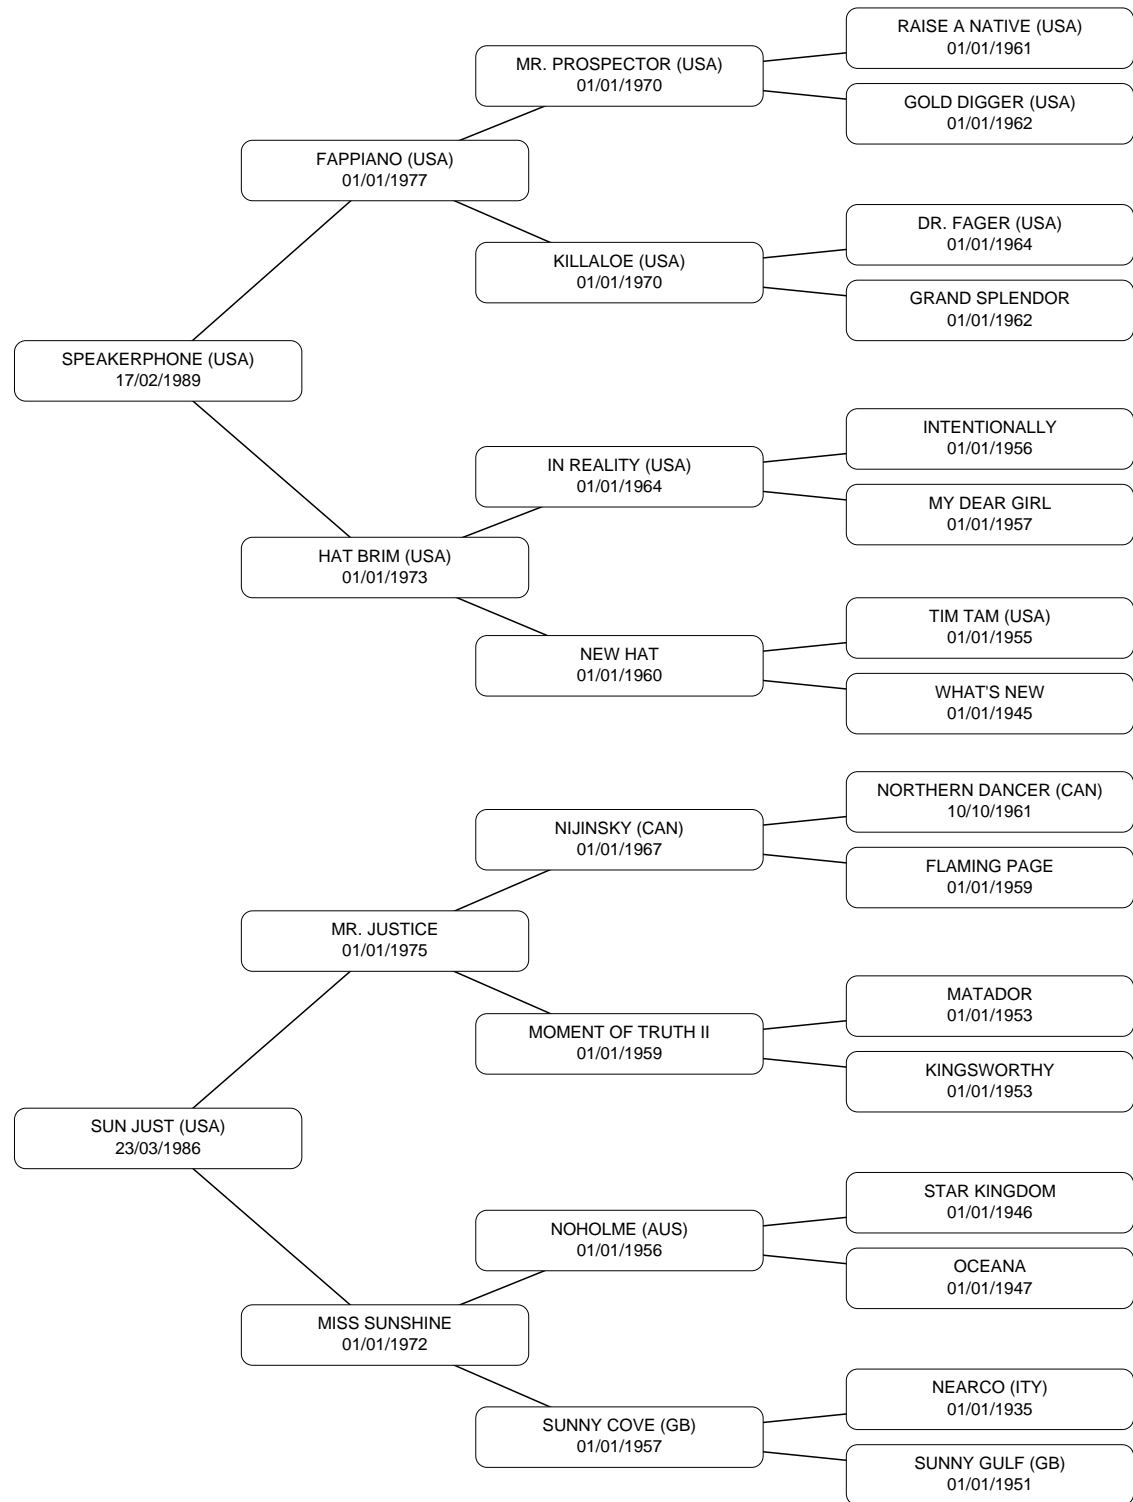 RAISE A NATIVE (USA)
01/01/1961
MR. PROSPECTOR (USA)
01/01/1970
GOLD DIGGER (USA)
01/01/1962
FAPPIANO (USA)
01/01/1977
DR. FAGER (USA)
01/01/1964
KILLALOE (USA)
01/01/1970
GRAND SPLENDOR
01/01/1962
SPEAKERPHONE (USA)
17/02/1989
INTENTIONALLY
01/01/1956
IN REALITY (USA)
01/01/1964
MY DEAR GIRL
01/01/1957
HAT BRIM (USA)
01/01/1973
TIM TAM (USA)
01/01/1955
NEW HAT
01/01/1960
WHAT'S NEW
01/01/1945
NORTHERN DANCER (CAN)
10/10/1961
NIJINSKY (CAN)
01/01/1967
FLAMING PAGE
01/01/1959
MR. JUSTICE
01/01/1975
MATADOR
01/01/1953
MOMENT OF TRUTH II
01/01/1959
KINGSWORTHY
01/01/1953
SUN JUST (USA)
23/03/1986
STAR KINGDOM
01/01/1946
NOHOLME (AUS)
01/01/1956
OCEANA
01/01/1947
MISS SUNSHINE
01/01/1972
NEARCO (ITY)
01/01/1935
SUNNY COVE (GB)
01/01/1957
SUNNY GULF (GB)
01/01/1951